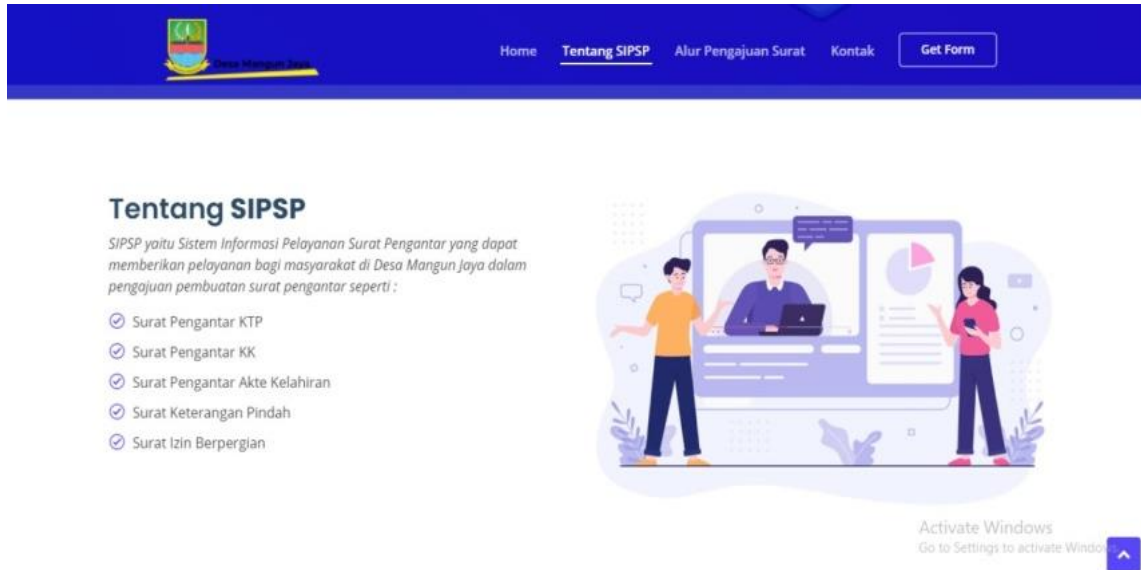 Desa Mangun Jaya
Home
Tentang SIPSP
Alur Pengajuan Surat
Kontak
Get Form
Tentang SIPSP
SIPSP yaitu Sistem Informasi Pelayanan Surat Pengantar yang dapat
memberikan pelayanan bagi masyarakat di Desa Mangun Jaya dalam
pengajuan pembuatan surat pengantar seperti :
Surat Pengantar KTP
Surat Pengantar KK
Surat Pengantar Akte Kelahiran
Surat Keterangan Pindah
Surat Izin Berpergian
Activate Windows
Go to Settings to activate Windows.